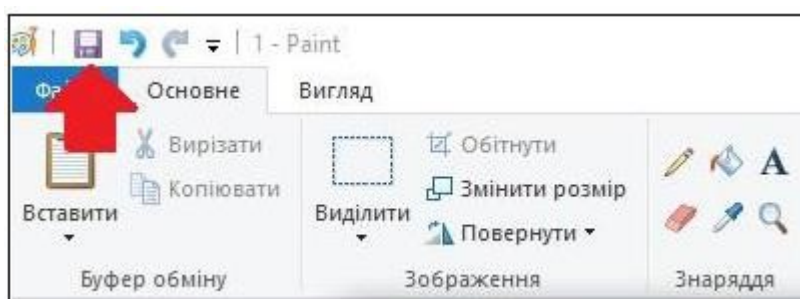 1 - Paint
Основне Вигляд
Вирізати Обітнути
Копіювати Змінити розмір
Вставити Виділити Повернути
Буфер обміну Зображення Знаряддя